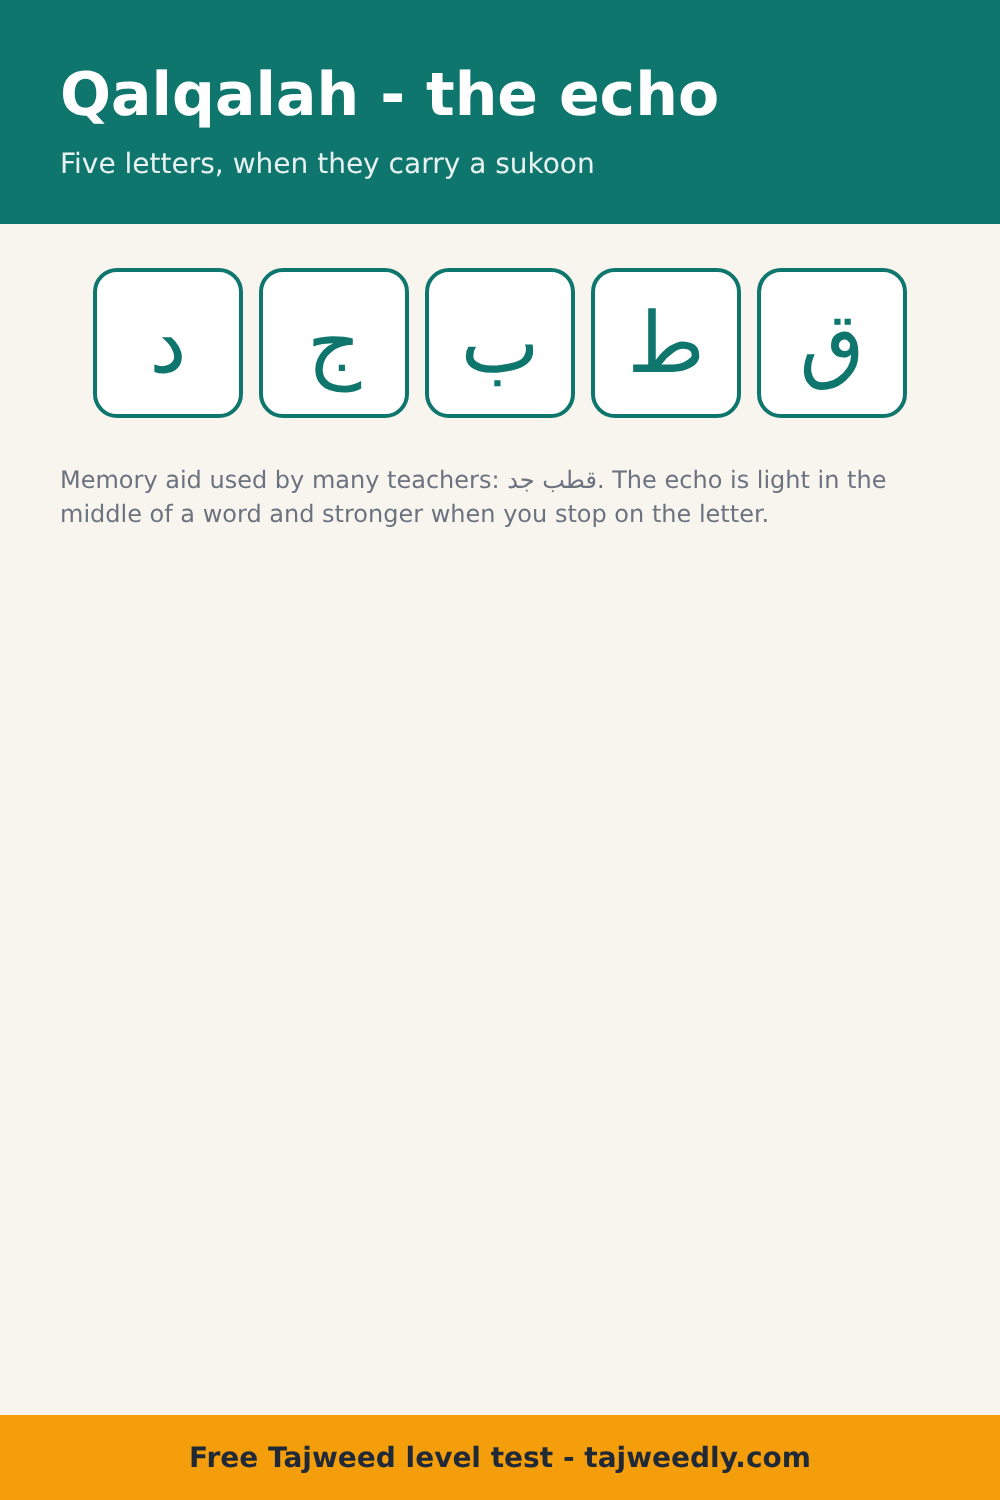 Qalqalah - the echo
Five letters, when they carry a sukoon
ق ط ب ج د
Memory aid used by many teachers: قطب جد. The echo is light in the
middle of a word and stronger when you stop on the letter.
Free Tajweed level test - tajweedly.com